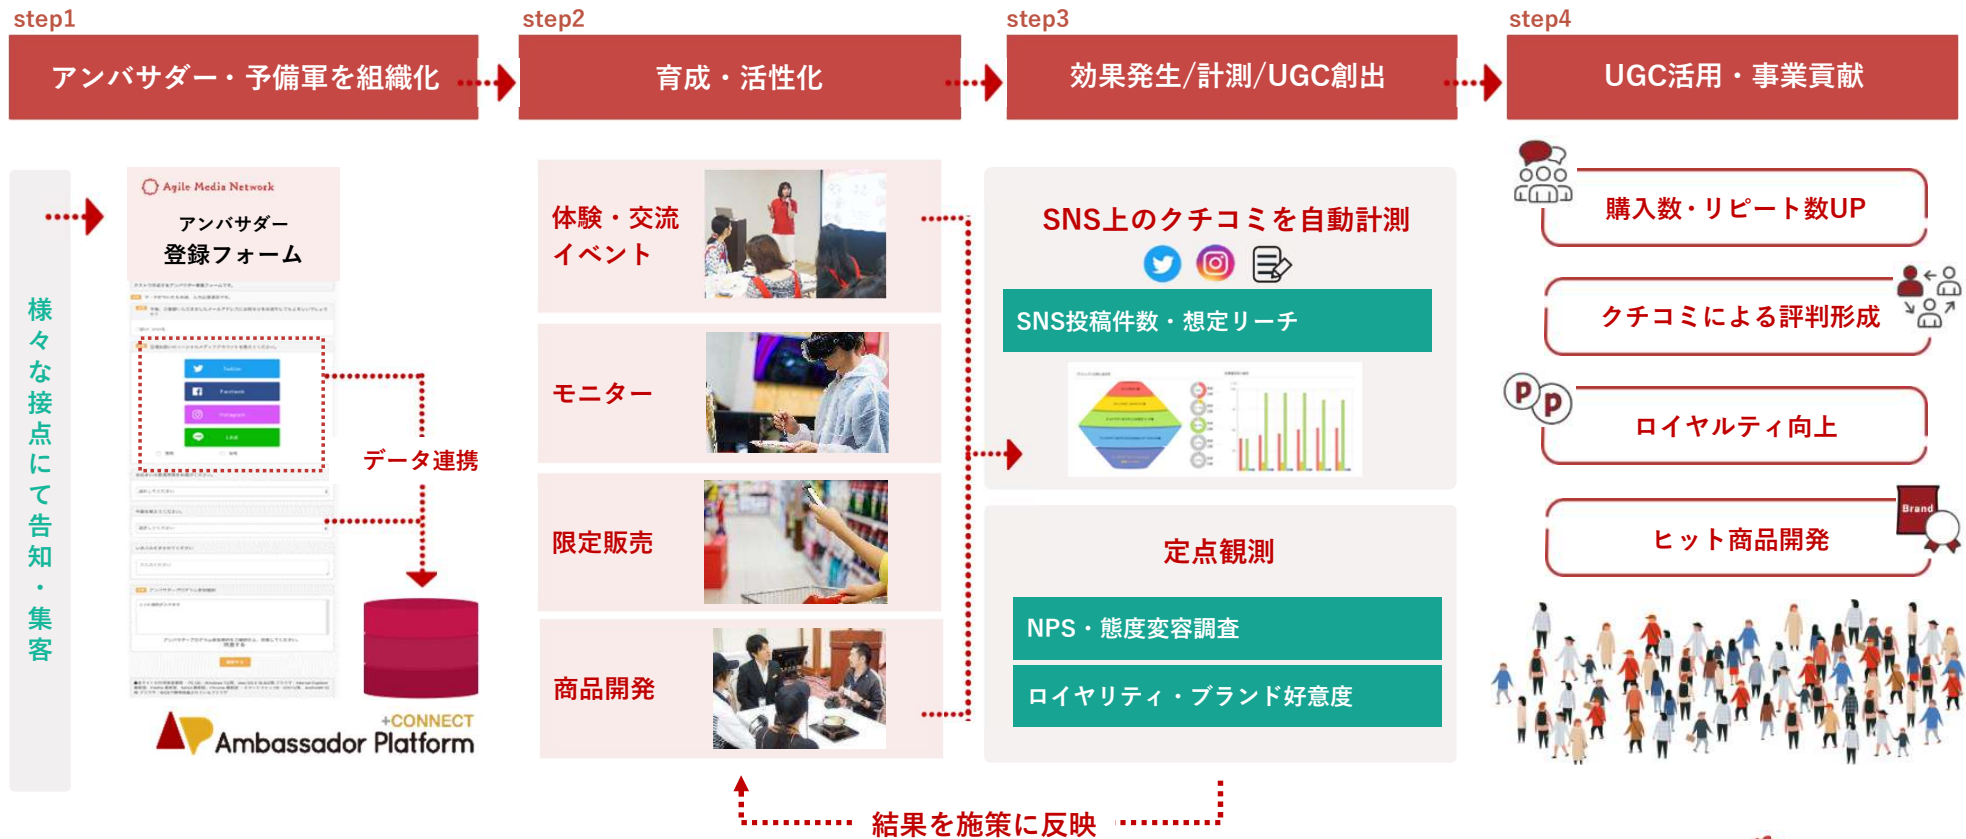 step1
アンバサダー・予備軍を組織化
step2
育成・活性化
step3
効果発生/計測/UGC創出
step4
UGC活用・事業貢献
様々な接点にて告知・集客
Agile Media Network
アンバサダー
登録フォーム
Twitter
Facebook
Instagram
LINE
データ連携
+CONNECT
Ambassador Platform
体験・交流
イベント
モニター
限定販売
商品開発
SNS上のクチコミを自動計測
SNS投稿件数・想定リーチ
定点観測
NPS・態度変容調査
ロイヤリティ・ブランド好意度
結果を施策に反映
購入数・リピート数UP
クチコミによる評判形成
P
P
ロイヤルティ向上
Brand
ヒット商品開発